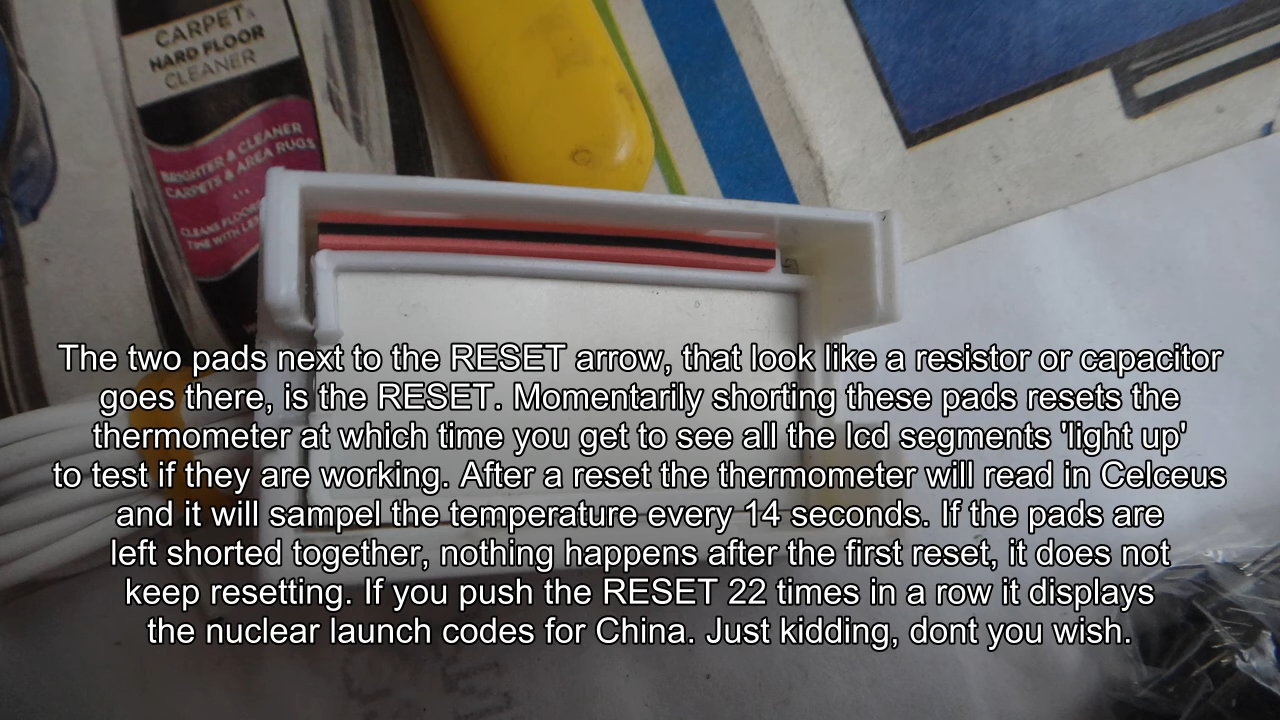 CARPET &
HARD FLOOR
CLEANER
BRIGHTER & CLEANER
CARPETS & AREA RUGS
...
CLEANS FLOORS
TIME WITH
The two pads next to the RESET arrow, that look like a resistor or capacitor
goes there, is the RESET. Momentarily shorting these pads resets the
thermometer at which time you get to see all the lcd segments 'light up'
to test if they are working. After a reset the thermometer will read in Celceus
and it will sampel the temperature every 14 seconds. If the pads are
left shorted together, nothing happens after the first reset, it does not
keep resetting. If you push the RESET 22 times in a row it displays
the nuclear launch codes for China. Just kidding, dont you wish.